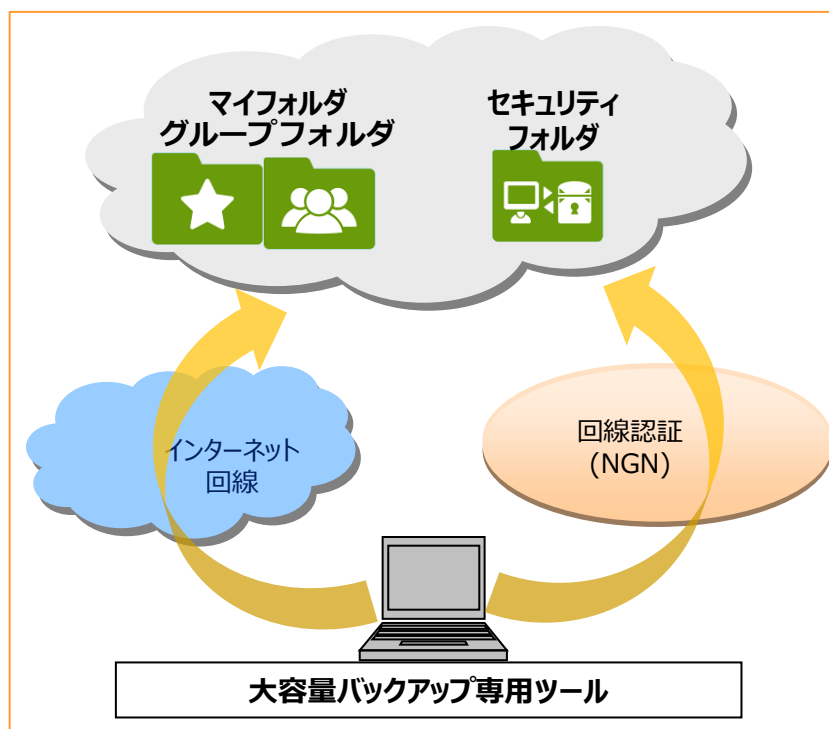 マイフォルダ
グループフォルダ
セキュリティ
フォルダ
インターネット
回線
回線認証
(NGN)
大容量バックアップ専用ツール